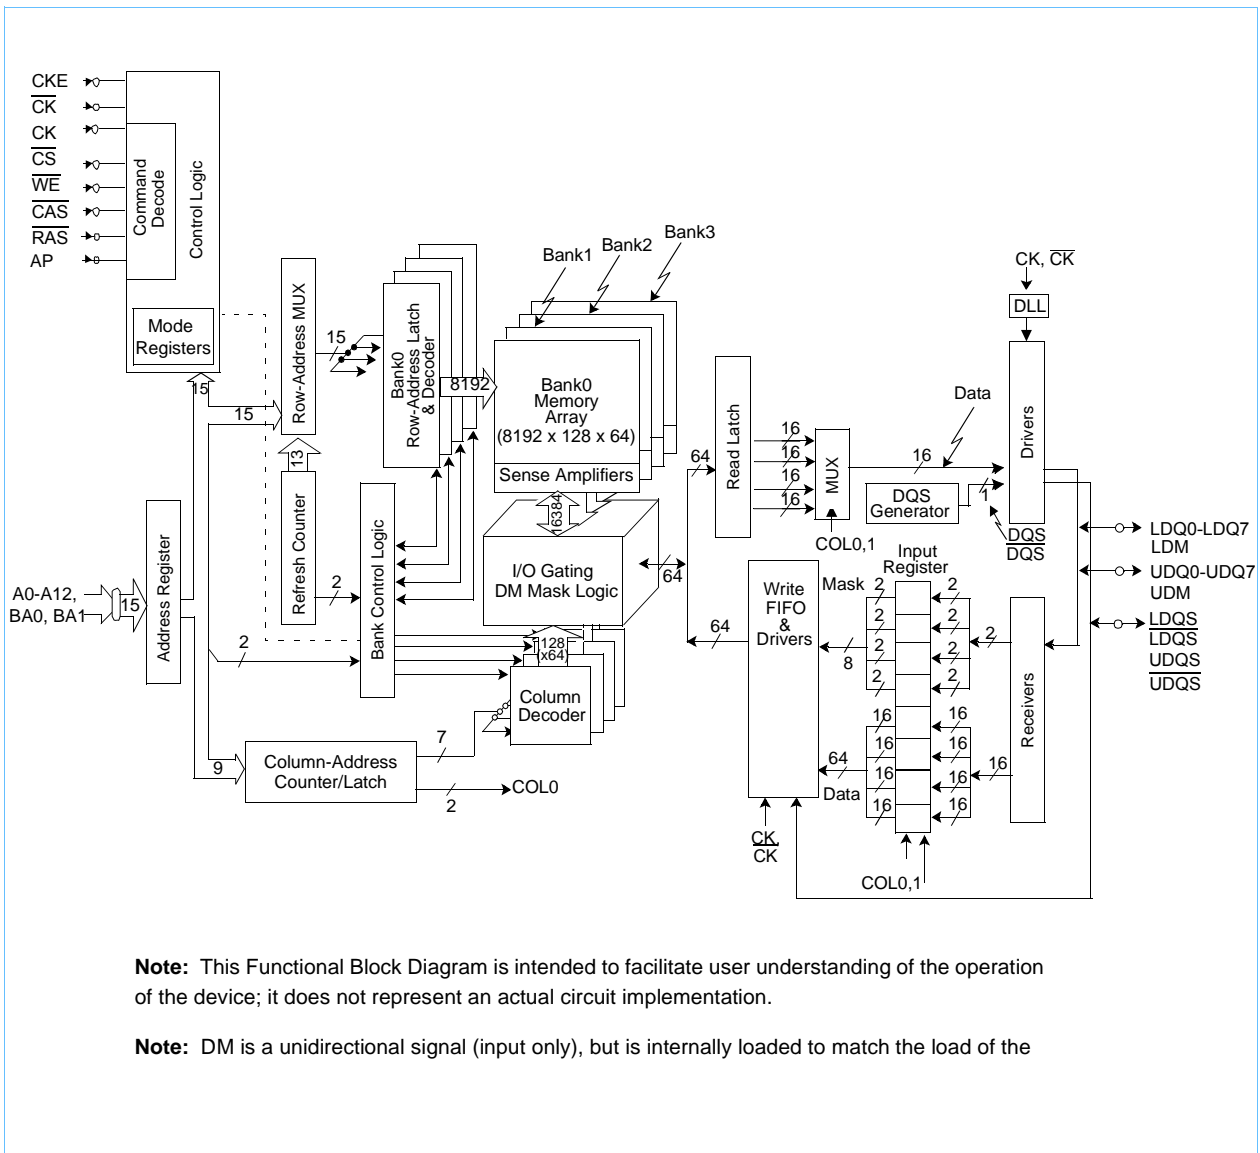 CKE
CK
CK
CS
WE
CAS
RAS
AP
Command
Decode
Control Logic
Mode
Registers
15
15
Row-Address MUX
13
Refresh Counter
2
15
Bank0
Row-Address Latch
& Decoder
8192
Bank1
Bank2
Bank3
Bank0
Memory
Array
(8192 x 128 x 64)
Sense Amplifiers
16384
I/O Gating
DM Mask Logic
64
Bank Control Logic
A0-A12,
BA0, BA1
15
Address Register
2
9
Column-Address
Counter/Latch
7
2
COL0
128
(x64)
Column
Decoder
64
Read Latch
16
16
16
16
MUX
COL0,1
16
Data
DQS
Generator
1
DQS
DQS
CK, CK
DLL
Drivers
LDQ0-LDQ7
LDM
UDQ0-UDQ7
UDM
LDQS
LDQS
UDQS
UDQS
64
Write
FIFO
&
Drivers
CK,
CK
Mask
8
64
Data
Input
Register
2
2
2
2
2
2
2
2
2
16
16
16
16
16
16
16
16
16
COL0,1
Receivers
Note: This Functional Block Diagram is intended to facilitate user understanding of the operation
of the device; it does not represent an actual circuit implementation.
Note: DM is a unidirectional signal (input only), but is internally loaded to match the load of the